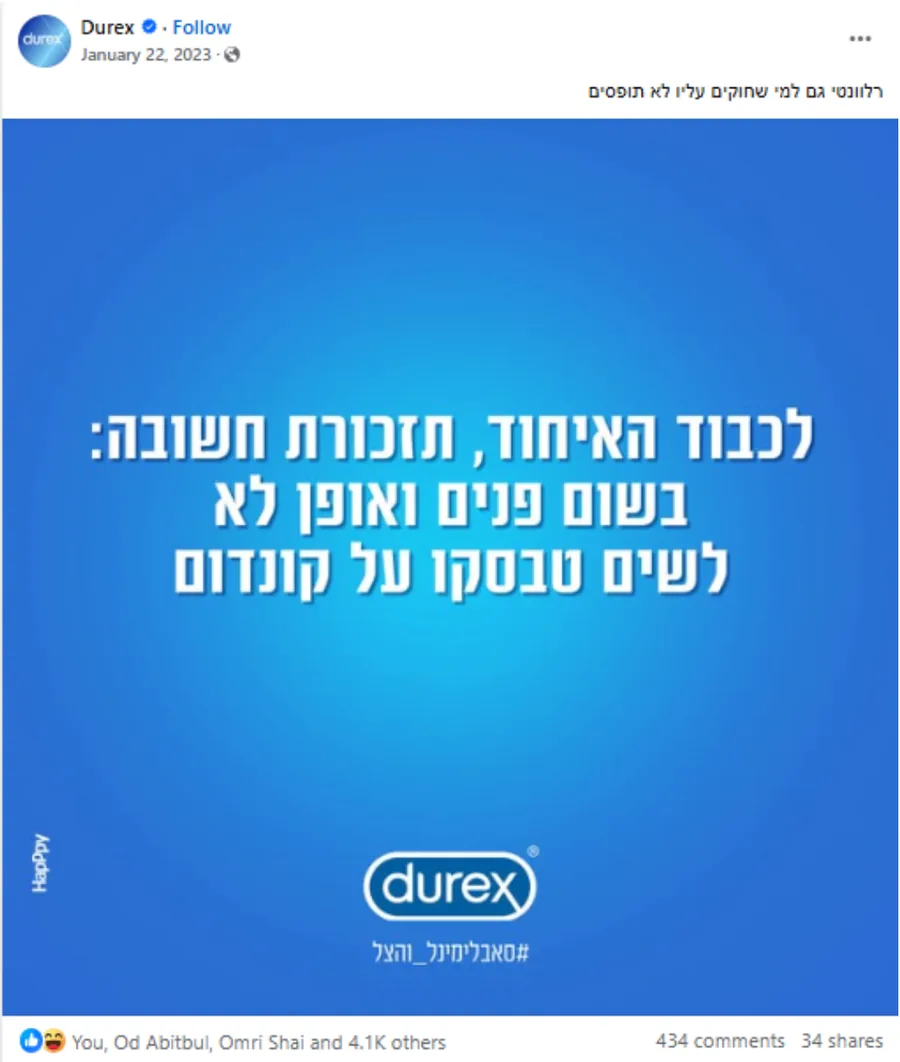 durex
Durex · Follow
January 22, 2023 ·
רלוונטי גם למי שחוקים עליו לא תופסים
לכבוד האיחוד, תזכורת חשובה:
בשום פנים ואופן לא
לשים טבסקו על קונדום
HapPpy
durex®
#סאבלימינל_והצל
You, Od Abitbul, Omri Shai and 4.1K others
434 comments 34 shares